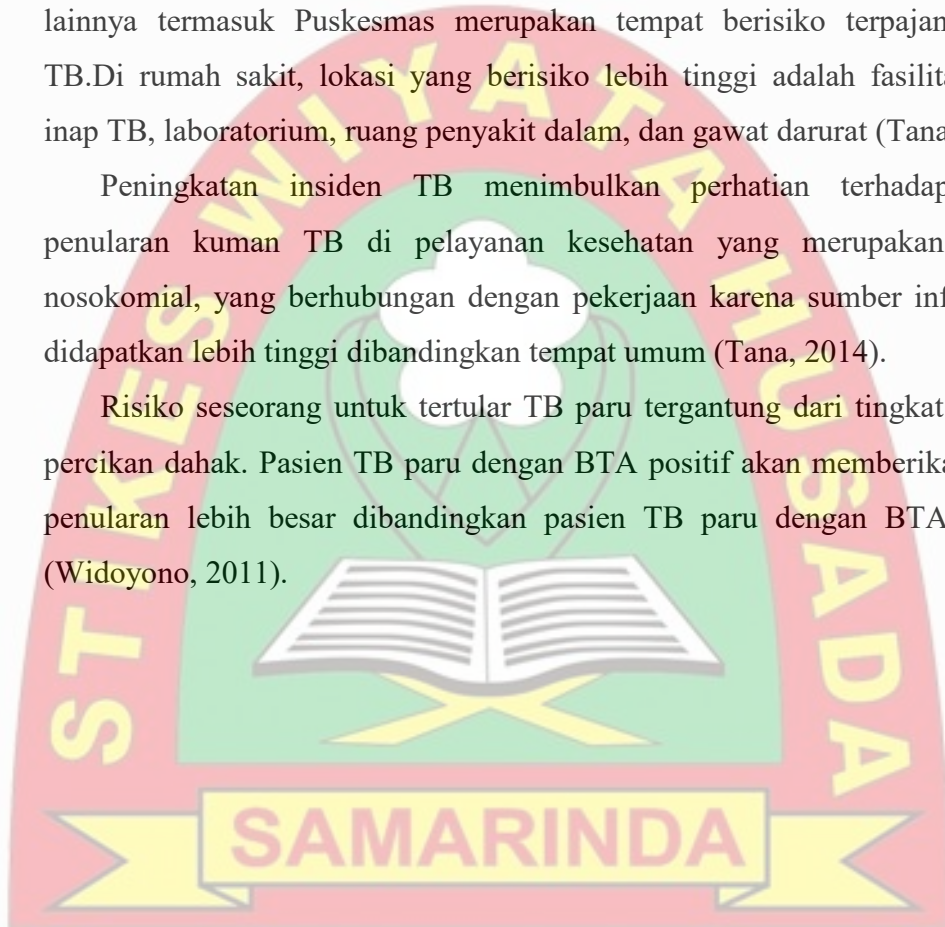 lainnya termasuk Puskesmas merupakan tempat berisiko terpajan
TB.Di rumah sakit, lokasi yang berisiko lebih tinggi adalah
inap TB, laboratorium, ruang penyakit dalam, dan gawat darurat (Tana
Peningkatan insiden TB menimbulkan perhatian terhadap
penularan kuman TB di pelayanan kesehatan yang merupakan
nosokomial, yang berhubungan dengan pekerjaan karena sumber
didapatkan lebih tinggi dibandingkan tempat umum (Tana, 2014).
Risiko seseorang untuk tertular TB paru tergantung dari tingkat
percikan dahak. Pasien TB paru dengan BTA positif akan
penularan lebih besar dibandingkan pasien TB paru dengan BTA
(Widoyono, 2011).
STIKES WIYATA HUSADA
SAMARINDA